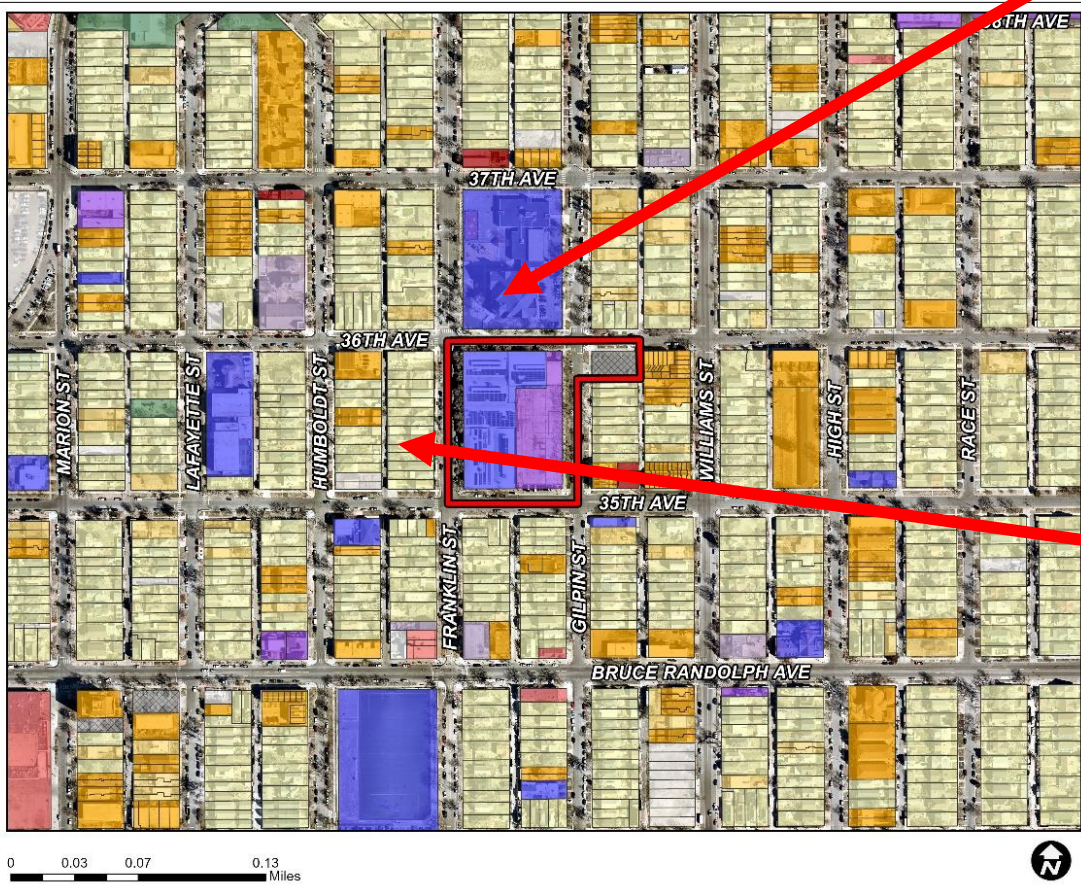 38TH AVE
37TH AVE
36TH AVE
MARION ST
LAFAYETTE ST
HUMBOLDT ST
WILLIAMS ST
HIGH ST
RACE ST
35TH AVE
FRANKLIN ST
GILPIN ST
BRUCE RANDOLPH AVE
0 0.03 0.07 0.13
Miles
N